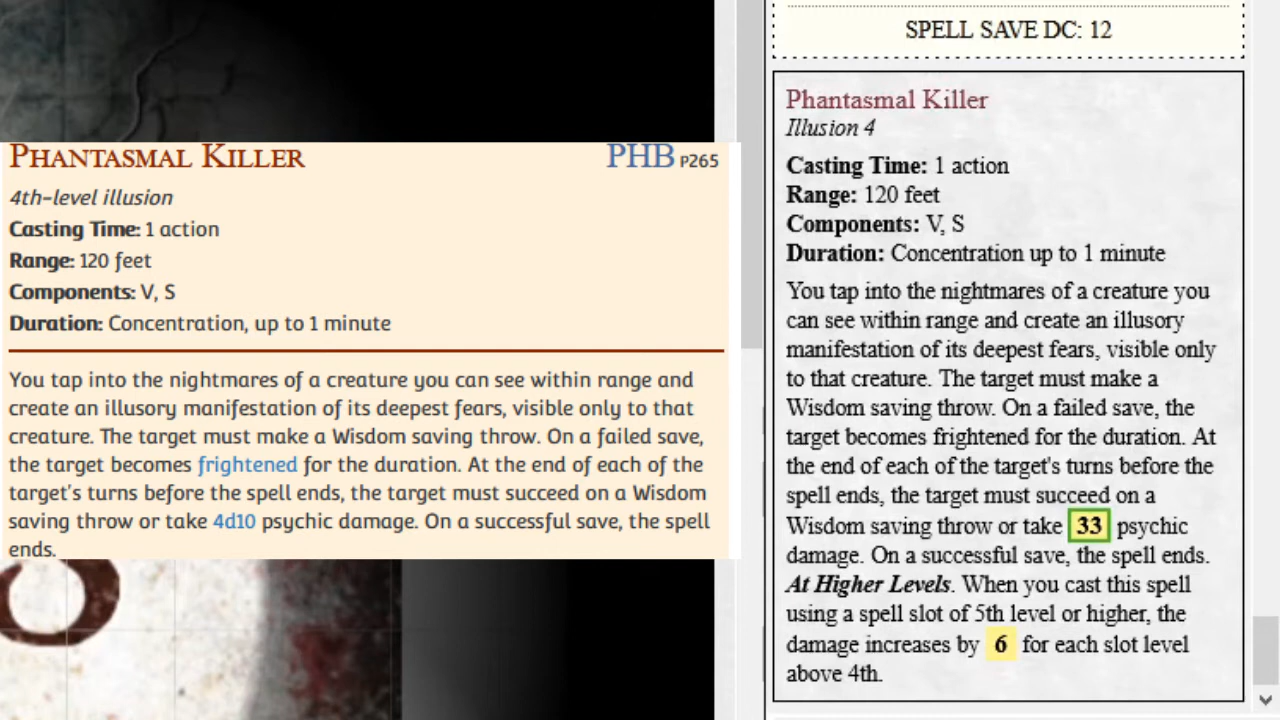 PHANTASMAL KILLER PHB P265
4th-level illusion
Casting Time: 1 action
Range: 120 feet
Components: V, S
Duration: Concentration, up to 1 minute
You tap into the nightmares of a creature you can see within range and
create an illusory manifestation of its deepest fears, visible only to that
creature. The target must make a Wisdom saving throw. On a failed save,
the target becomes frightened for the duration. At the end of each of the
target's turns before the spell ends, the target must succeed on a Wisdom
saving throw or take 4d10 psychic damage. On a successful save, the spell
ends.
SPELL SAVE DC: 12
Phantasmal Killer
Illusion 4
Casting Time: 1 action
Range: 120 feet
Components: V, S
Duration: Concentration up to 1 minute
You tap into the nightmares of a creature you
can see within range and create an illusory
manifestation of its deepest fears, visible only
to that creature. The target must make a
Wisdom saving throw. On a failed save, the
target becomes frightened for the duration. At
the end of each of the target's turns before the
spell ends, the target must succeed on a
Wisdom saving throw or take 33 psychic
damage. On a successful save, the spell ends.
At Higher Levels. When you cast this spell
using a spell slot of 5th level or higher, the
damage increases by 6 for each slot level
above 4th.